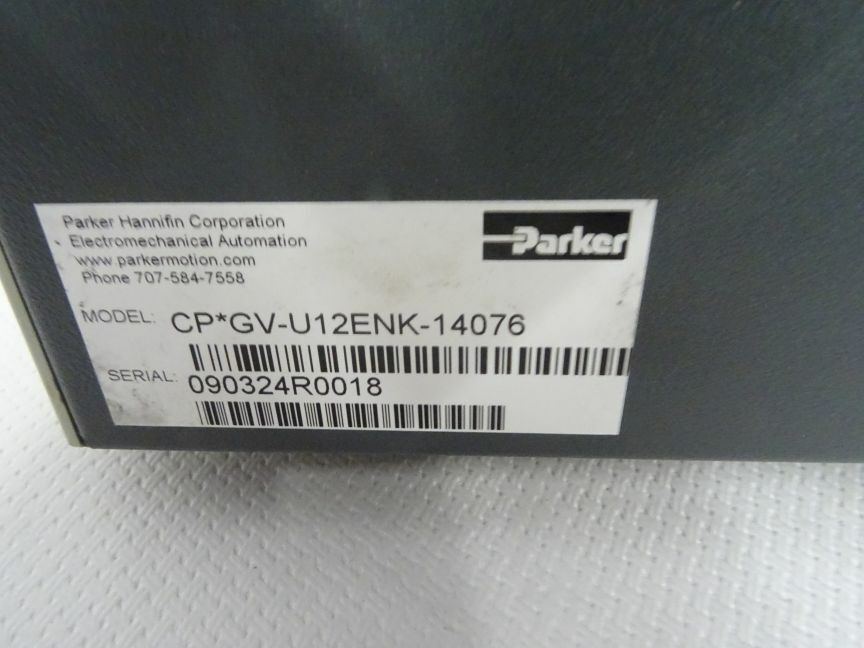 Parker Hannifin Corporation
Electromechanical Automation
www.parkermotion.com
Phone 707-584-7558
Parker
MODEL: CP*GV-U12ENK-14076
SERIAL: 090324R0018